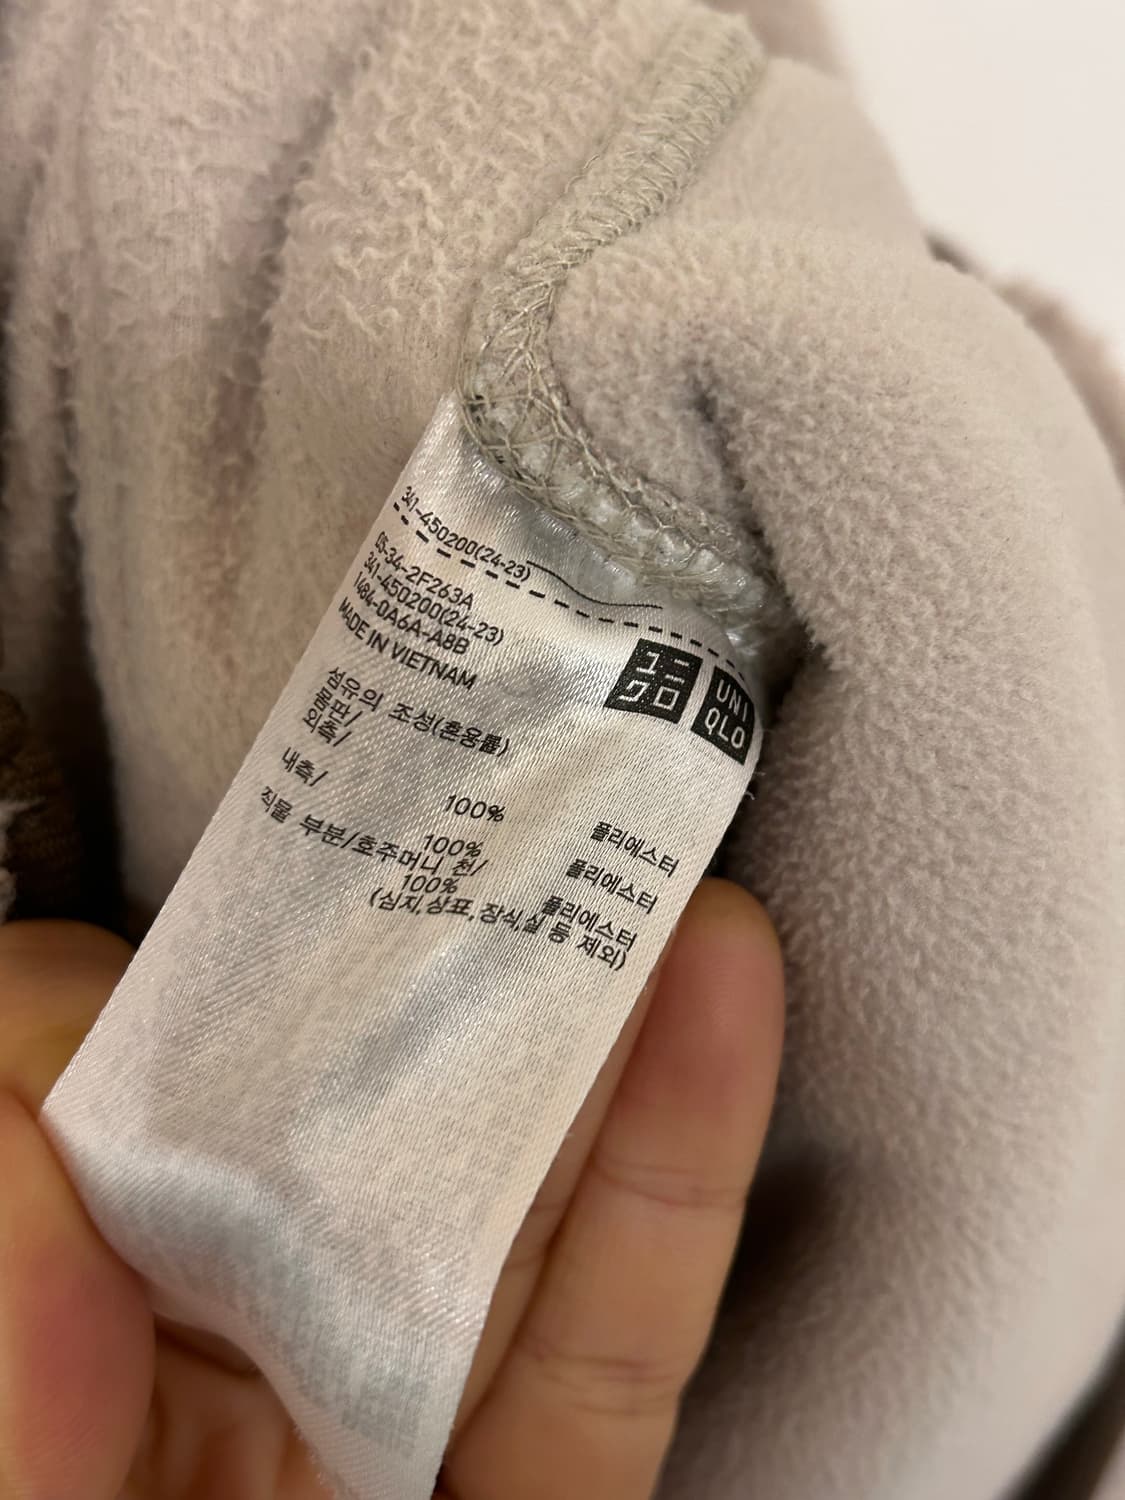 341-450200(24-23)
05-34-2F263A
341-450200(24-23)
1484-0A6A-A8B
MADE IN VIETNAM
ユニ
クロ
UNI
QLO
섬유의 조성(혼용률)
몸판/
외측/
100% 폴리에스터
내측/
100% 폴리에스터
직물 부분/호주머니 천/
100% 폴리에스터
(심지,상표,장식,실 등 제외)